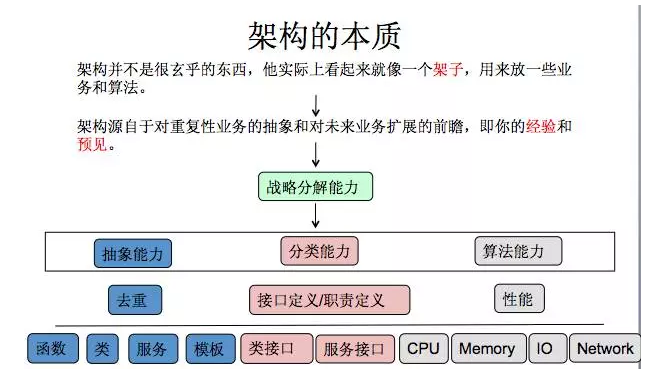 架构的本质
架构并不是很玄乎的东西，他实际上看起来就像一个架子，用来放一些业
务和算法。
架构源自于对重复性业务的抽象和对未来业务扩展的前瞻，即你的经验和
预见。
战略分解能力
抽象能力 分类能力 算法能力
去重 接口定义/职责定义 性能
函数 类 服务 模板 类接口 服务接口 CPU Memory IO Network